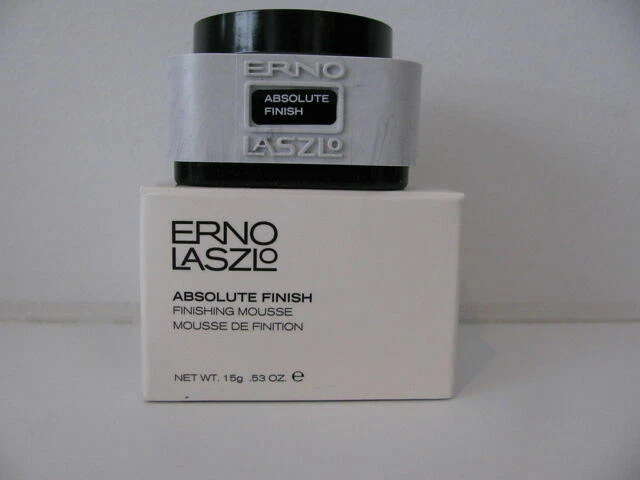 ERNO
ABSOLUTE
FINISH
LASZLO
ERNO
LASZLO
ABSOLUTE FINISH
FINISHING MOUSSE
MOUSSE DE FINITION
NET WT. 15g .53 OZ. ℮